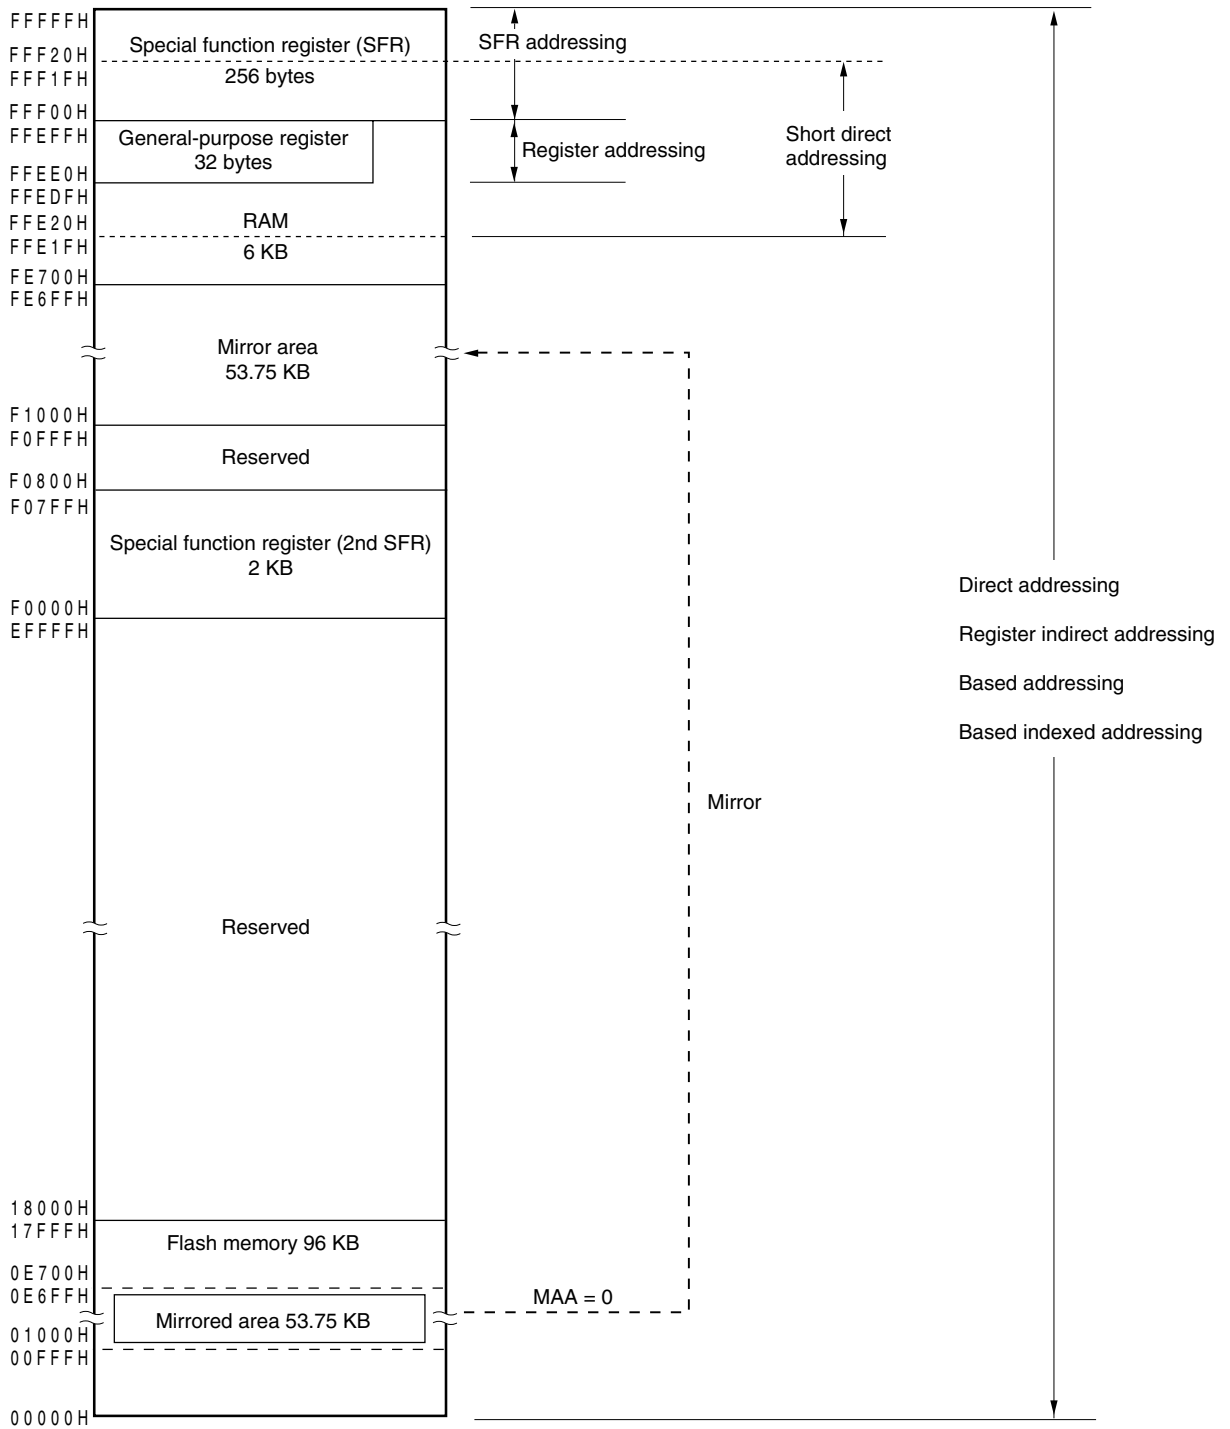 FFFFFH
Special function register (SFR)
SFR addressing
FFF20H
FFF1FH
256 bytes
FFF00H
FFEFFH
General-purpose register
32 bytes
Register addressing
Short direct
addressing
FFEE0H
FFEDFH
FFE20H
RAM
FFE1FH
6 KB
FE700H
FE6FFH
Mirror area
53.75 KB
F1000H
F0FFFH
Reserved
F0800H
F07FFH
Special function register (2nd SFR)
2 KB
F0000H
EFFFFH
Direct addressing
Register indirect addressing
Based addressing
Based indexed addressing
Mirror
Reserved
18000H
17FFFH
Flash memory 96 KB
0E700H
0E6FFH
MAA = 0
Mirrored area 53.75 KB
01000H
00FFFH
00000H